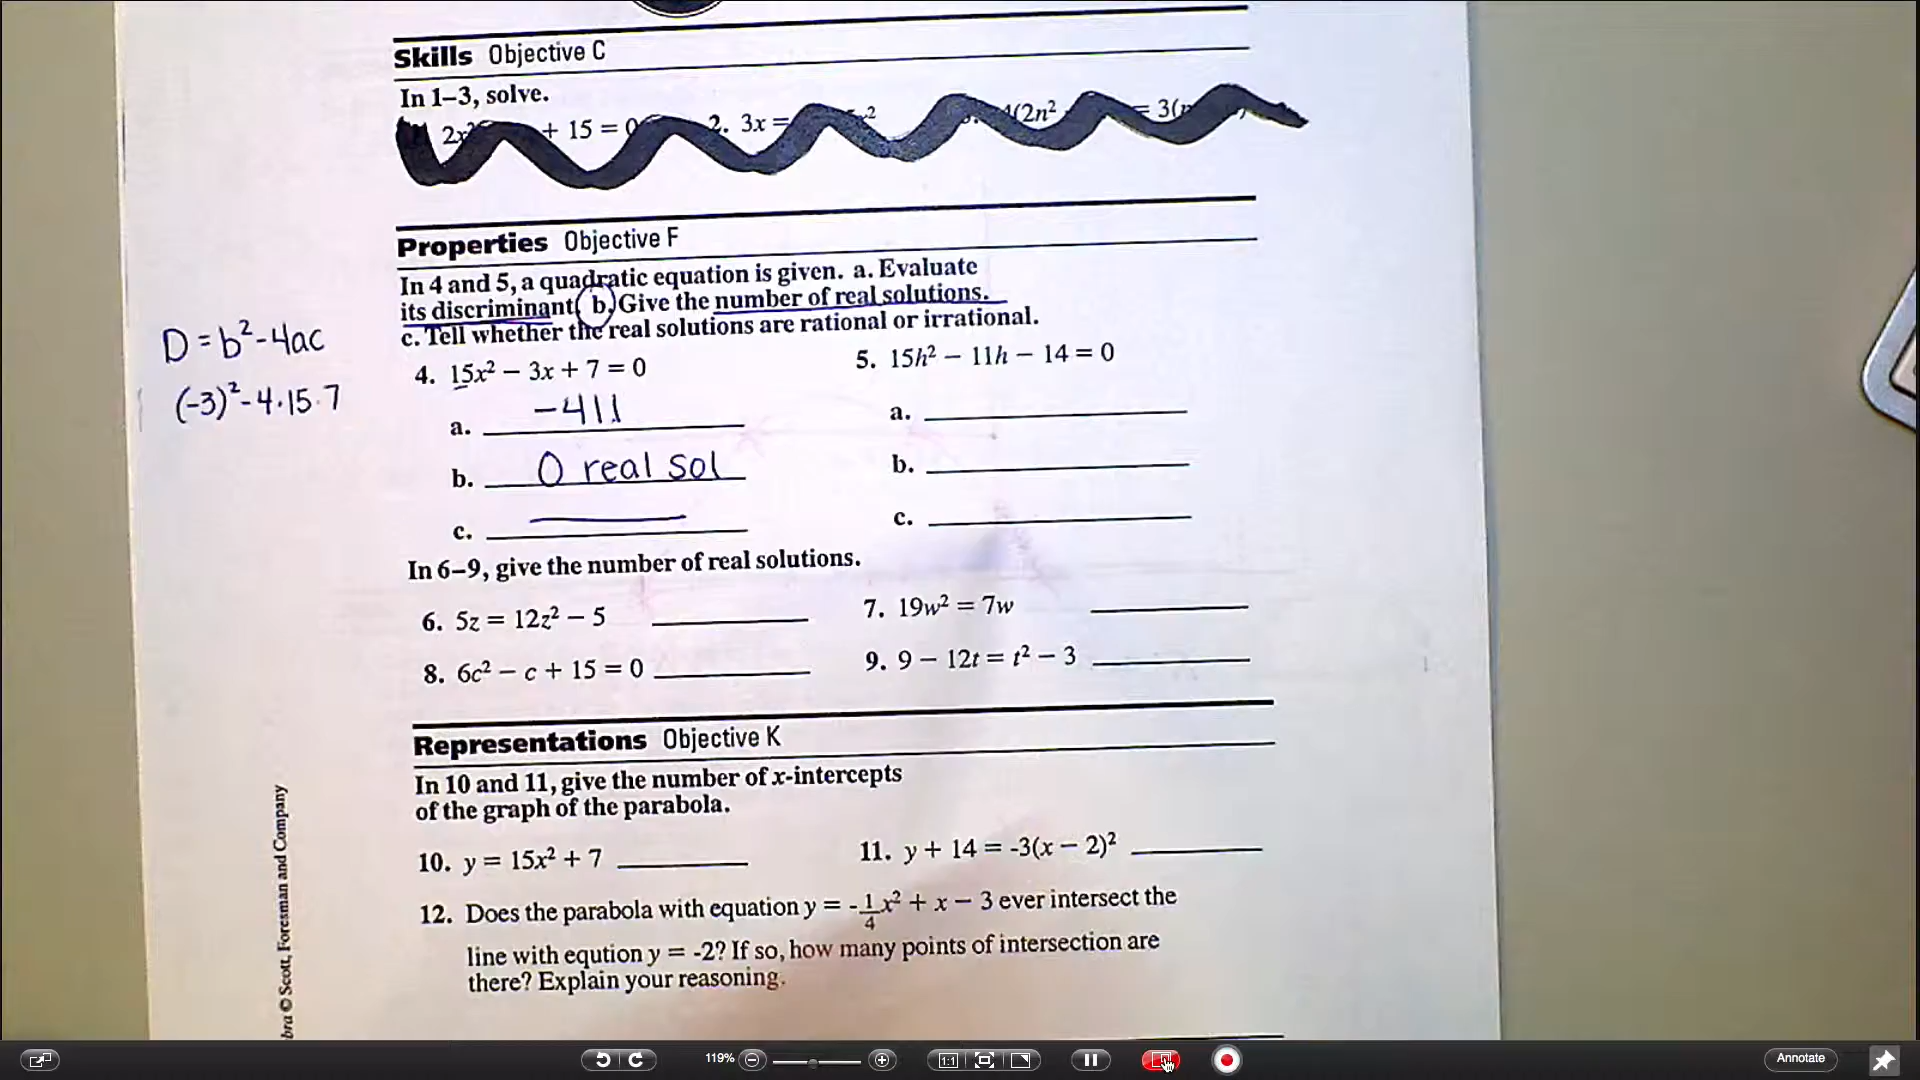 Skills Objective C
In 1–3, solve.
+ 15 = 0 2. 3x =
Properties Objective F
In 4 and 5, a quadratic equation is given. a. Evaluate
its discriminant. b. Give the number of real solutions.
c. Tell whether the real solutions are rational or irrational.
D = b² - 4ac
(-3)² - 4·15·7
4. 15x² − 3x + 7 = 0 5. 15h² − 11h − 14 = 0
a. -411 a.
b. 0 real sol b.
c. — c.
In 6–9, give the number of real solutions.
6. 5z = 12z² − 5 7. 19w² = 7w
8. 6c² − c + 15 = 0 9. 9 − 12t = t² − 3
Representations Objective K
In 10 and 11, give the number of x-intercepts
of the graph of the parabola.
10. y = 15x² + 7 11. y + 14 = -3(x − 2)²
12. Does the parabola with equation y = -1/4x² + x − 3 ever intersect the
line with eqution y = -2? If so, how many points of intersection are
there? Explain your reasoning.
bra © Scott, Foresman and Company
119% 1:1 Annotate